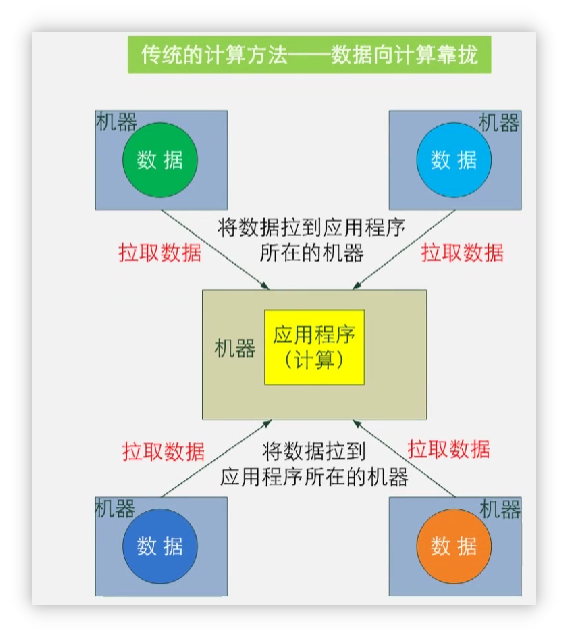 传统的计算方法——数据向计算靠拢
机器
数据
机器
数据
将数据拉到应用程序
所在的机器
拉取数据
拉取数据
机器
应用程序
（计算）
拉取数据
将数据拉到
应用程序所在的机器
拉取数据
机器
数据
机器
数据